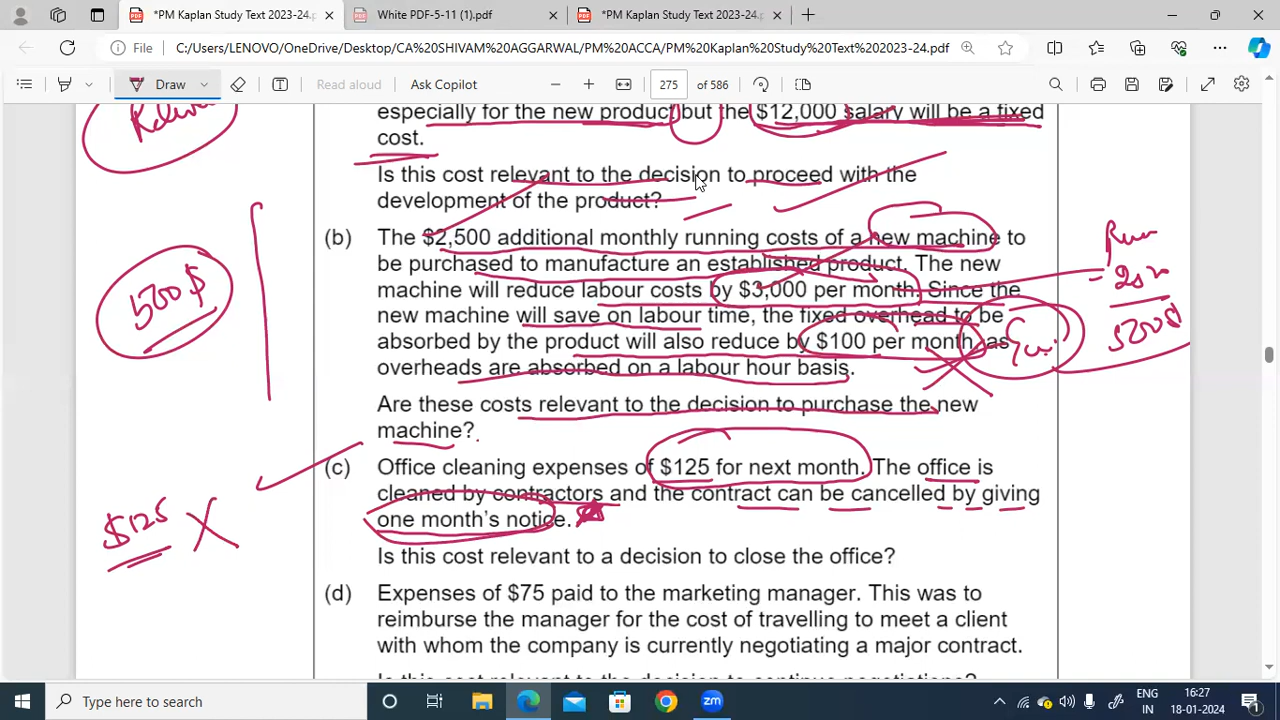 *PM Kaplan Study Text 2023-24.p
White PDF-5-11 (1).pdf
*PM Kaplan Study Text 2023-24.p
File
C:/Users/LENOVO/OneDrive/Desktop/CA%20SHIVAM%20AGGARWAL/PM%20ACCA/PM%20Kaplan%20Study%20Text%202023-24.pdf
Draw
Read aloud
Ask Copilot
275 of 586
especially for the new product but the $12,000 salary will be a fixed
cost.
Is this cost relevant to the decision to proceed with the
development of the product?
(b) The $2,500 additional monthly running costs of a new machine to
be purchased to manufacture an established product. The new
machine will reduce labour costs by $3,000 per month. Since the
new machine will save on labour time, the fixed overhead to be
absorbed by the product will also reduce by $100 per month, as
overheads are absorbed on a labour hour basis.
Are these costs relevant to the decision to purchase the new
machine?
(c) Office cleaning expenses of $125 for next month. The office is
cleaned by contractors and the contract can be cancelled by giving
one month's notice.
Is this cost relevant to a decision to close the office?
(d) Expenses of $75 paid to the marketing manager. This was to
reimburse the manager for the cost of travelling to meet a client
with whom the company is currently negotiating a major contract.
Is this cost relevant to the decision to continue negotiations?
$125
Type here to search
ENG
IN
16:27
18-01-2024